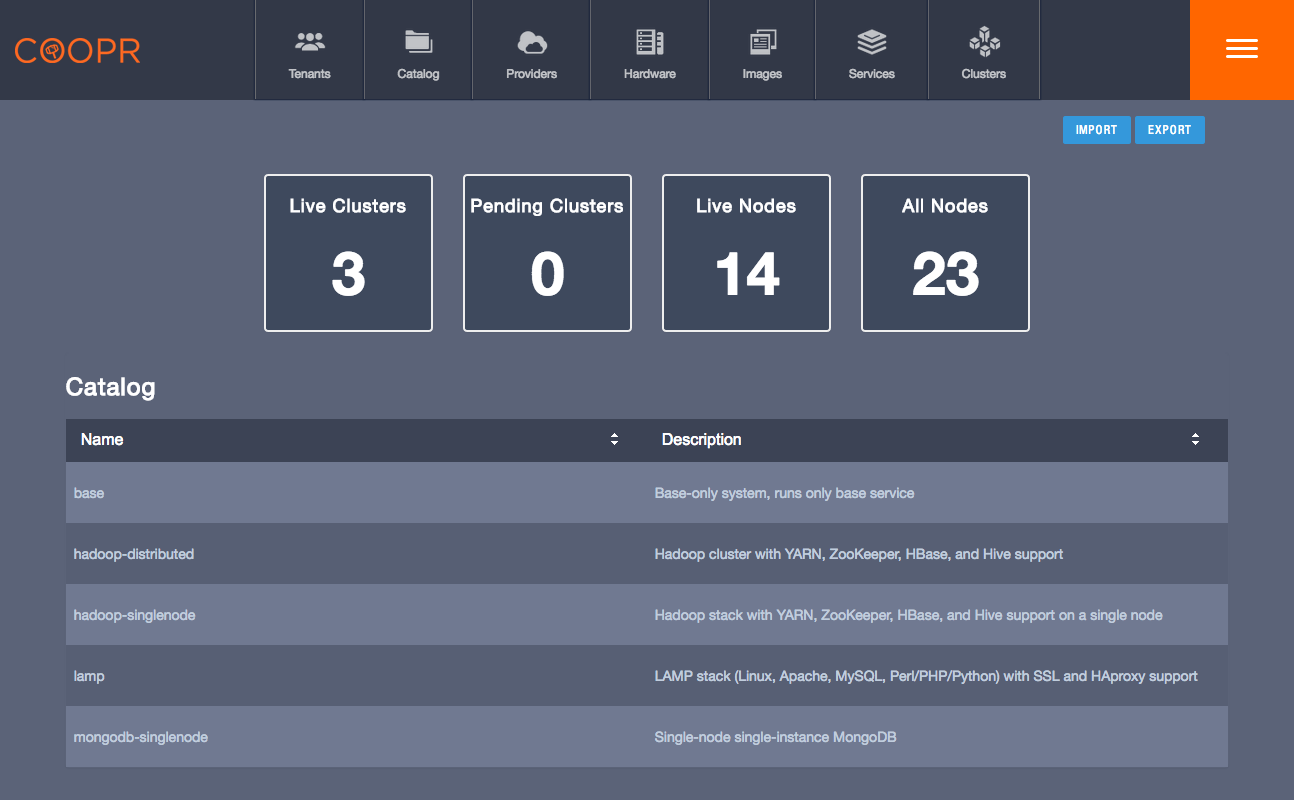 COOPR
Tenants
Catalog
Providers
Hardware
Images
Services
Clusters
IMPORT
EXPORT
Live Clusters
3
Pending Clusters
0
Live Nodes
14
All Nodes
23
Catalog
Name Description
base Base-only system, runs only base service
hadoop-distributed Hadoop cluster with YARN, ZooKeeper, HBase, and Hive support
hadoop-singlenode Hadoop stack with YARN, ZooKeeper, HBase, and Hive support on a single node
lamp LAMP stack (Linux, Apache, MySQL, Perl/PHP/Python) with SSL and HAproxy support
mongodb-singlenode Single-node single-instance MongoDB